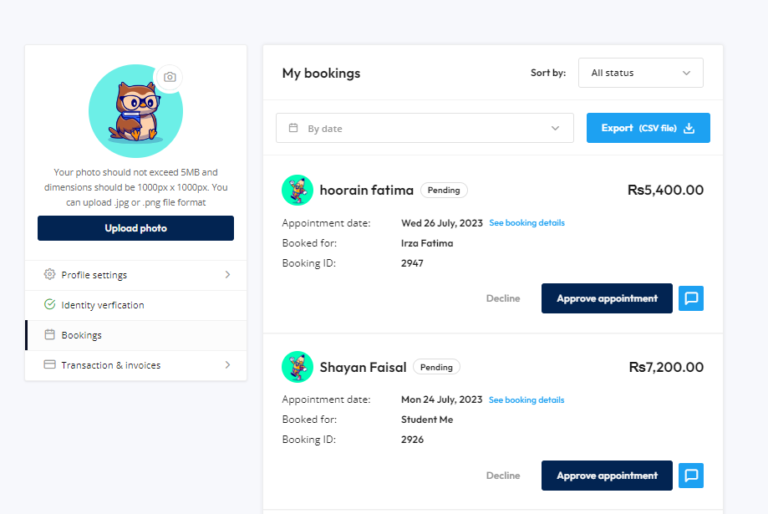 Your photo should not exceed 5MB and
dimensions should be 1000px x 1000px. You
can upload .jpg or .png file format
Upload photo
Profile settings
Identity verfication
Bookings
Transaction & invoices
My bookings
Sort by: All status
By date
Export (CSV file)
hoorain fatima Pending Rs5,400.00
Appointment date: Wed 26 July, 2023 See booking details
Booked for: Irza Fatima
Booking ID: 2947
Decline Approve appointment
Shayan Faisal Pending Rs7,200.00
Appointment date: Mon 24 July, 2023 See booking details
Booked for: Student Me
Booking ID: 2926
Decline Approve appointment